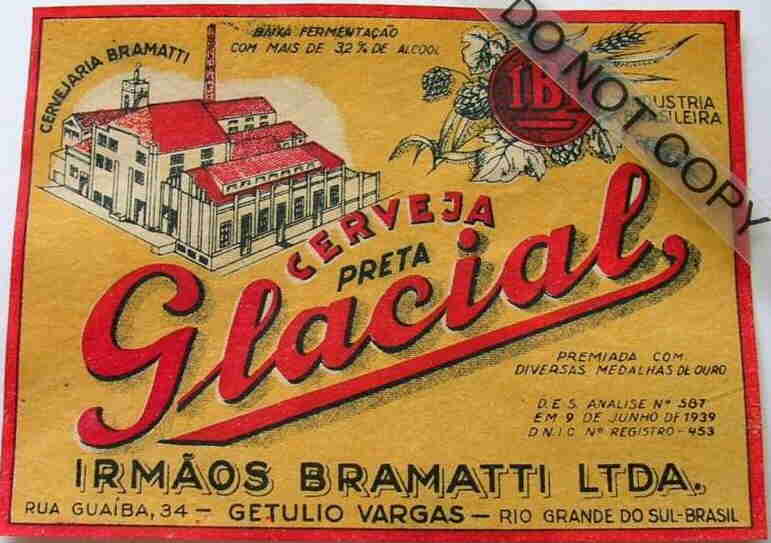 CERVEJARIA BRAMATTI
BAIXA FERMENTAÇÃO
COM MAIS DE 3,2 % DE ALCOOL
IB
INDUSTRIA
BRASILEIRA
DO NOT COPY
CERVEJA
PRETA
Glacial
PREMIADA COM
DIVERSAS MEDALHAS DE OURO
D.E.S. ANALISE Nº 587
EM 9 DE JUNHO DE 1939
D.N.I.C Nº REGISTRO - 453
IRMÃOS BRAMATTI LTDA.
RUA GUAÍBA, 34 — GETULIO VARGAS — RIO GRANDE DO SUL-BRASIL